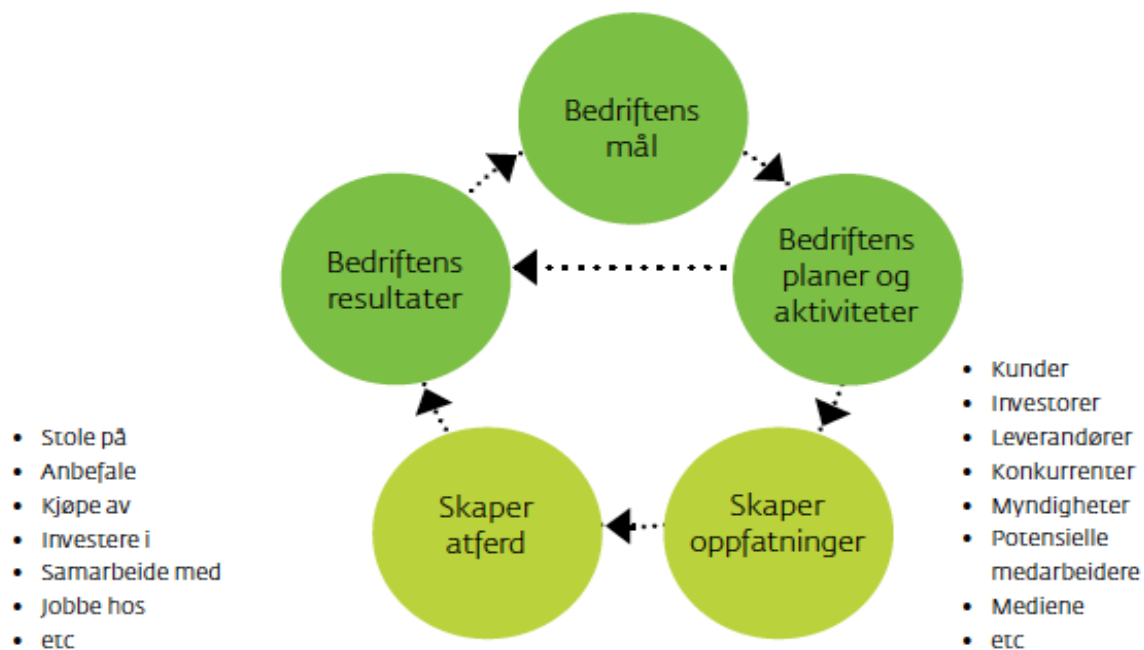 Bedriftens
mål
Bedriftens
planer og
aktiviteter
Bedriftens
resultater
• Kunder
• Investorer
• Leverandører
• Konkurrenter
• Myndigheter
• Potensielle
medarbeidere
• Mediene
• etc
Skaper
oppfatninger
Skaper
atferd
• Stole på
• Anbefale
• Kjøpe av
• Investere i
• Samarbeide med
• Jobbe hos
• etc